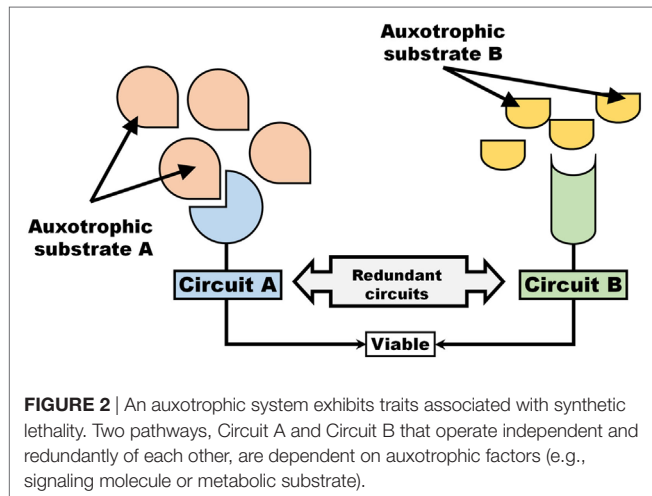 Auxotrophic
substrate B
Auxotrophic
substrate A
Circuit A
Redundant
circuits
Circuit B
Viable
FIGURE 2 | An auxotrophic system exhibits traits associated with synthetic
lethality. Two pathways, Circuit A and Circuit B that operate independent and
redundantly of each other, are dependent on auxotrophic factors (e.g.,
signaling molecule or metabolic substrate).